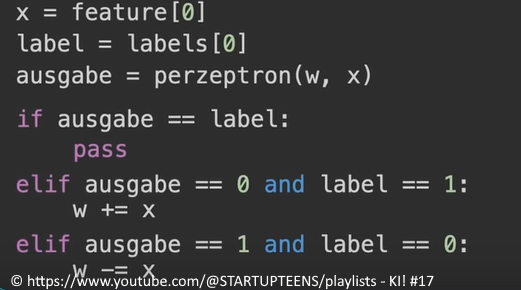 x = feature[0]
label = labels[0]
ausgabe = perzeptron(w, x)
if ausgabe == label:
    pass
elif ausgabe == 0 and label == 1:
    w += x
elif ausgabe == 1 and label == 0:
    w -= x
© https://www.youtube.com/@STARTUPTEENS/playlists - KI! #17